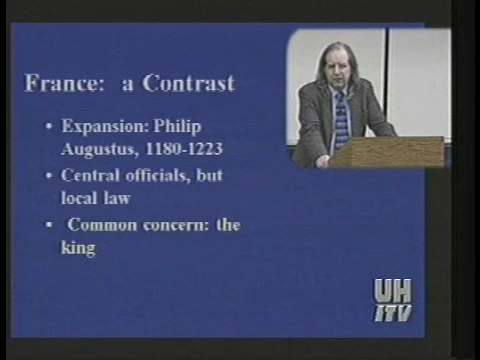 France: a Contrast
• Expansion: Philip
Augustus, 1180-1223
• Central officials, but
local law
• Common concern: the
king
UH
ITV